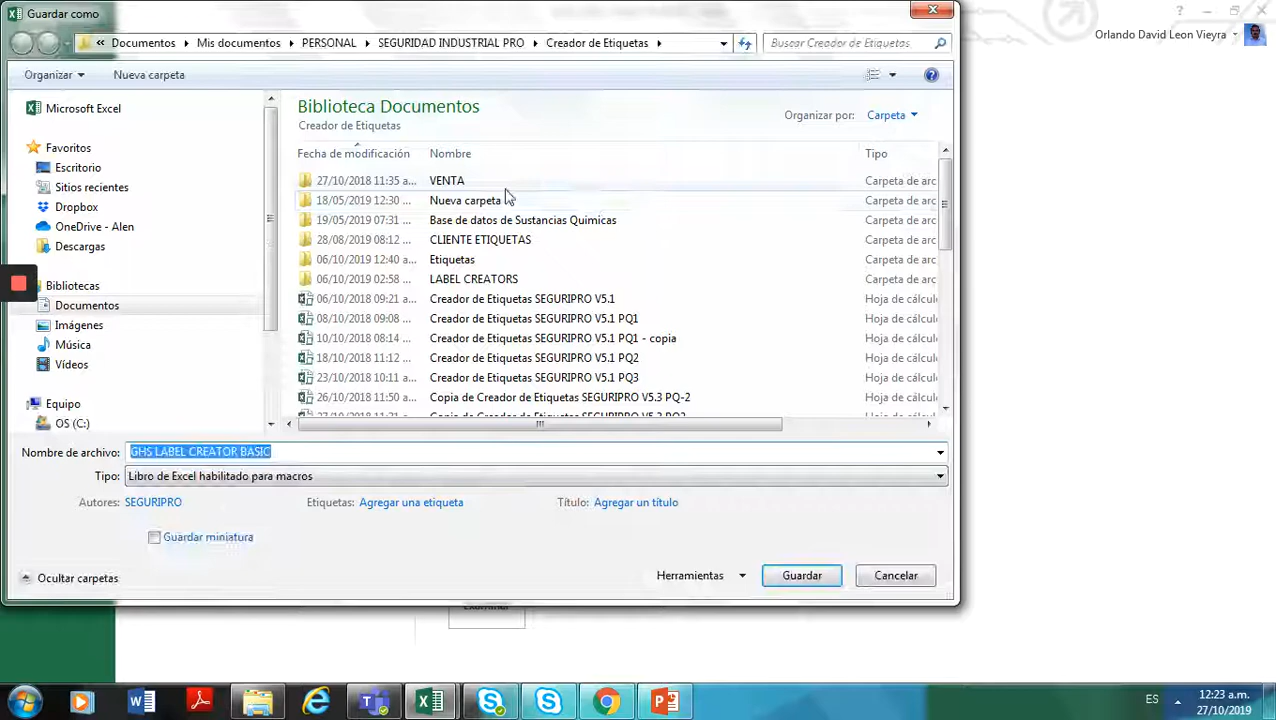 Guardar como
?
Orlando David Leon Vieyra
« Documentos Mis documentos PERSONAL SEGURIDAD INDUSTRIAL PRO Creador de Etiquetas
Buscar Creador de Etiquetas
Organizar Nueva carpeta
Microsoft Excel
Favoritos
Escritorio
Sitios recientes
Dropbox
OneDrive - Alen
Descargas
Bibliotecas
Documentos
Imágenes
Música
Vídeos
Equipo
OS (C:)
Biblioteca Documentos
Creador de Etiquetas
Organizar por: Carpeta
Fecha de modificación Nombre Tipo
27/10/2018 11:35 a... VENTA Carpeta de arc
18/05/2019 12:30 ... Nueva carpeta Carpeta de arc
19/05/2019 07:31 ... Base de datos de Sustancias Quimicas Carpeta de arc
28/08/2019 08:12 ... CLIENTE ETIQUETAS Carpeta de arc
06/10/2019 12:40 ... Etiquetas Carpeta de arc
06/10/2019 02:58 ... LABEL CREATORS Carpeta de arc
06/10/2018 09:21 a... Creador de Etiquetas SEGURIPRO V5.1 Hoja de cálcul
08/10/2018 09:08 ... Creador de Etiquetas SEGURIPRO V5.1 PQ1 Hoja de cálcul
10/10/2018 08:14 ... Creador de Etiquetas SEGURIPRO V5.1 PQ1 - copia Hoja de cálcul
18/10/2018 11:12 ... Creador de Etiquetas SEGURIPRO V5.1 PQ2 Hoja de cálcul
23/10/2018 10:11 a... Creador de Etiquetas SEGURIPRO V5.1 PQ3 Hoja de cálcul
26/10/2018 11:50 ... Copia de Creador de Etiquetas SEGURIPRO V5.3 PQ-2 Hoja de cálcul
Nombre de archivo: GHS LABEL CREATOR BASIC
Tipo: Libro de Excel habilitado para macros
Autores: SEGURIPRO Etiquetas: Agregar una etiqueta Título: Agregar un título
Guardar miniatura
Ocultar carpetas Herramientas Guardar Cancelar
Examinar
ES
12:23 a.m.
27/10/2019